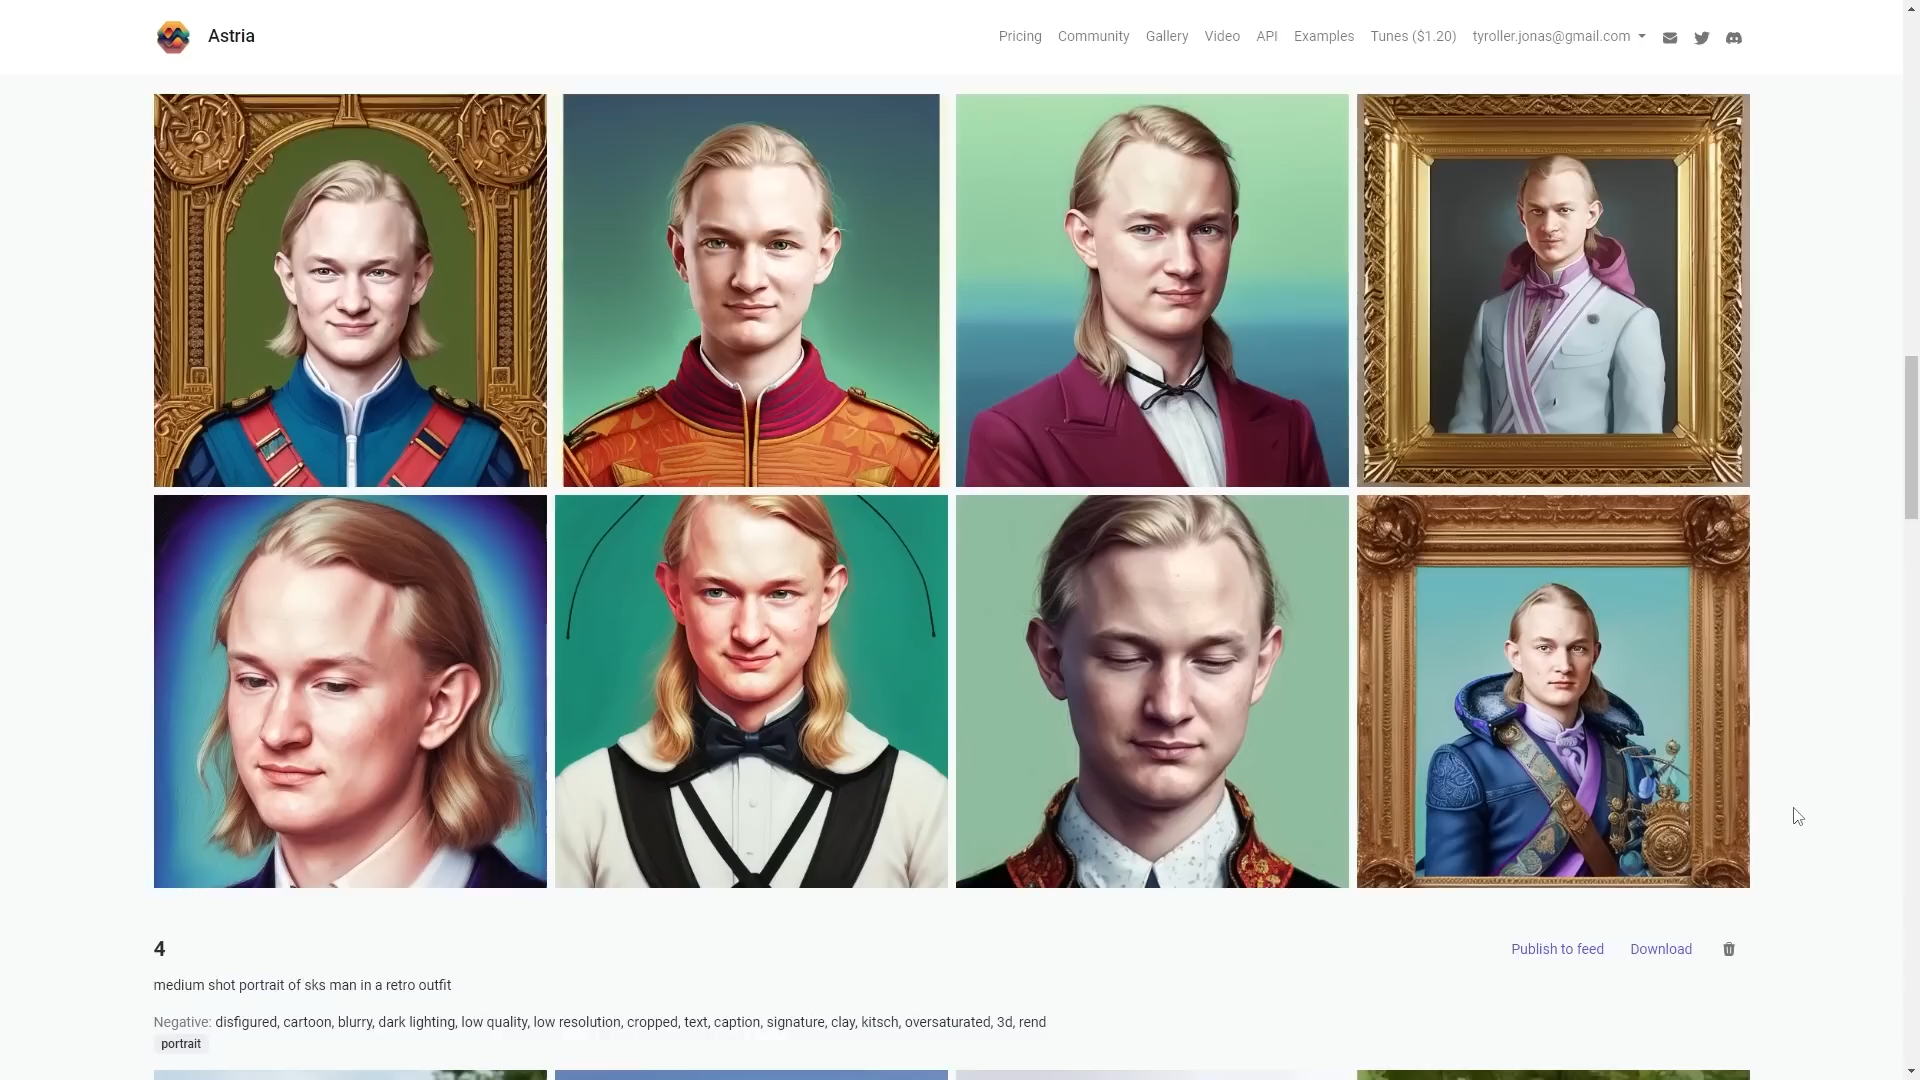 Astria
Pricing Community Gallery Video API Examples Tunes ($1.20) tyroller.jonas@gmail.com
4
Publish to feed Download
medium shot portrait of sks man in a retro outfit
Negative: disfigured, cartoon, blurry, dark lighting, low quality, low resolution, cropped, text, caption, signature, clay, kitsch, oversaturated, 3d, rend
portrait